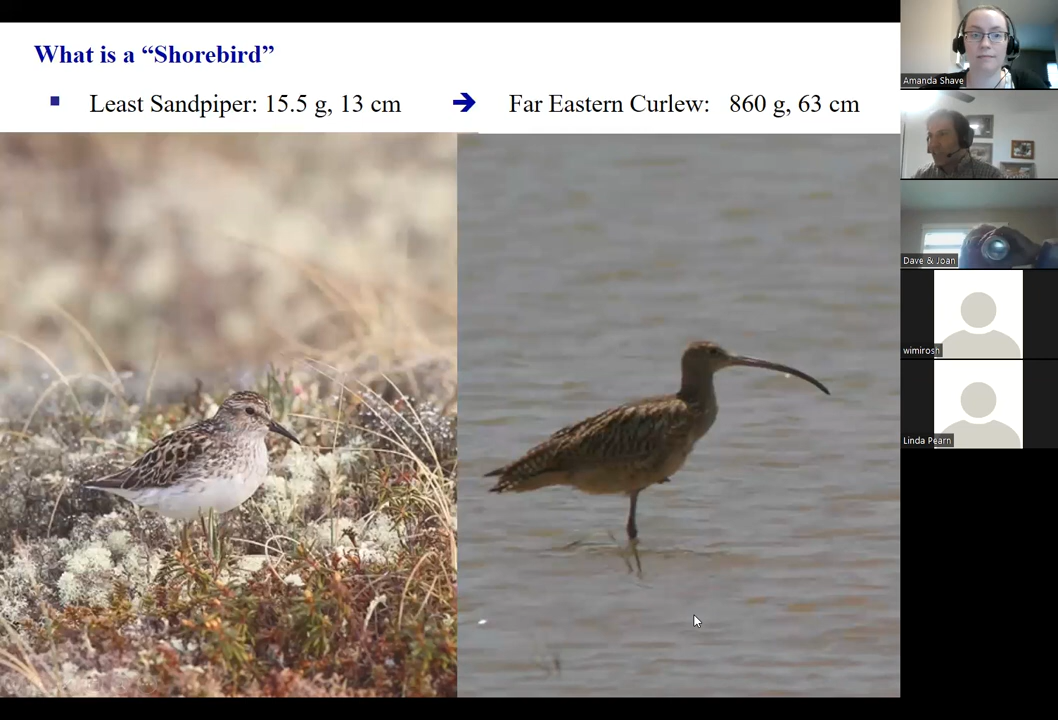 What is a “Shorebird”
Least Sandpiper: 15.5 g, 13 cm ➔ Far Eastern Curlew: 860 g, 63 cm
Amanda Shave
Dave & Joan
wimirosh
Linda Pearn